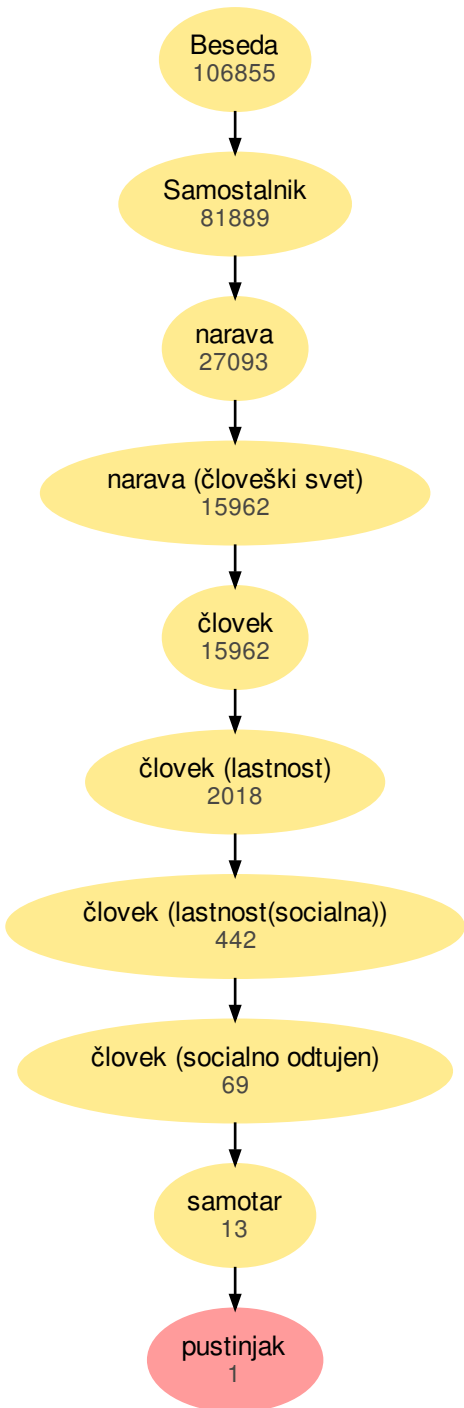 Beseda
106855
Samostalnik
81889
narava
27093
narava (človeški svet)
15962
človek
15962
človek (lastnost)
2018
človek (lastnost(socialna))
442
človek (socialno odtujen)
69
samotar
13
pustinjak
1